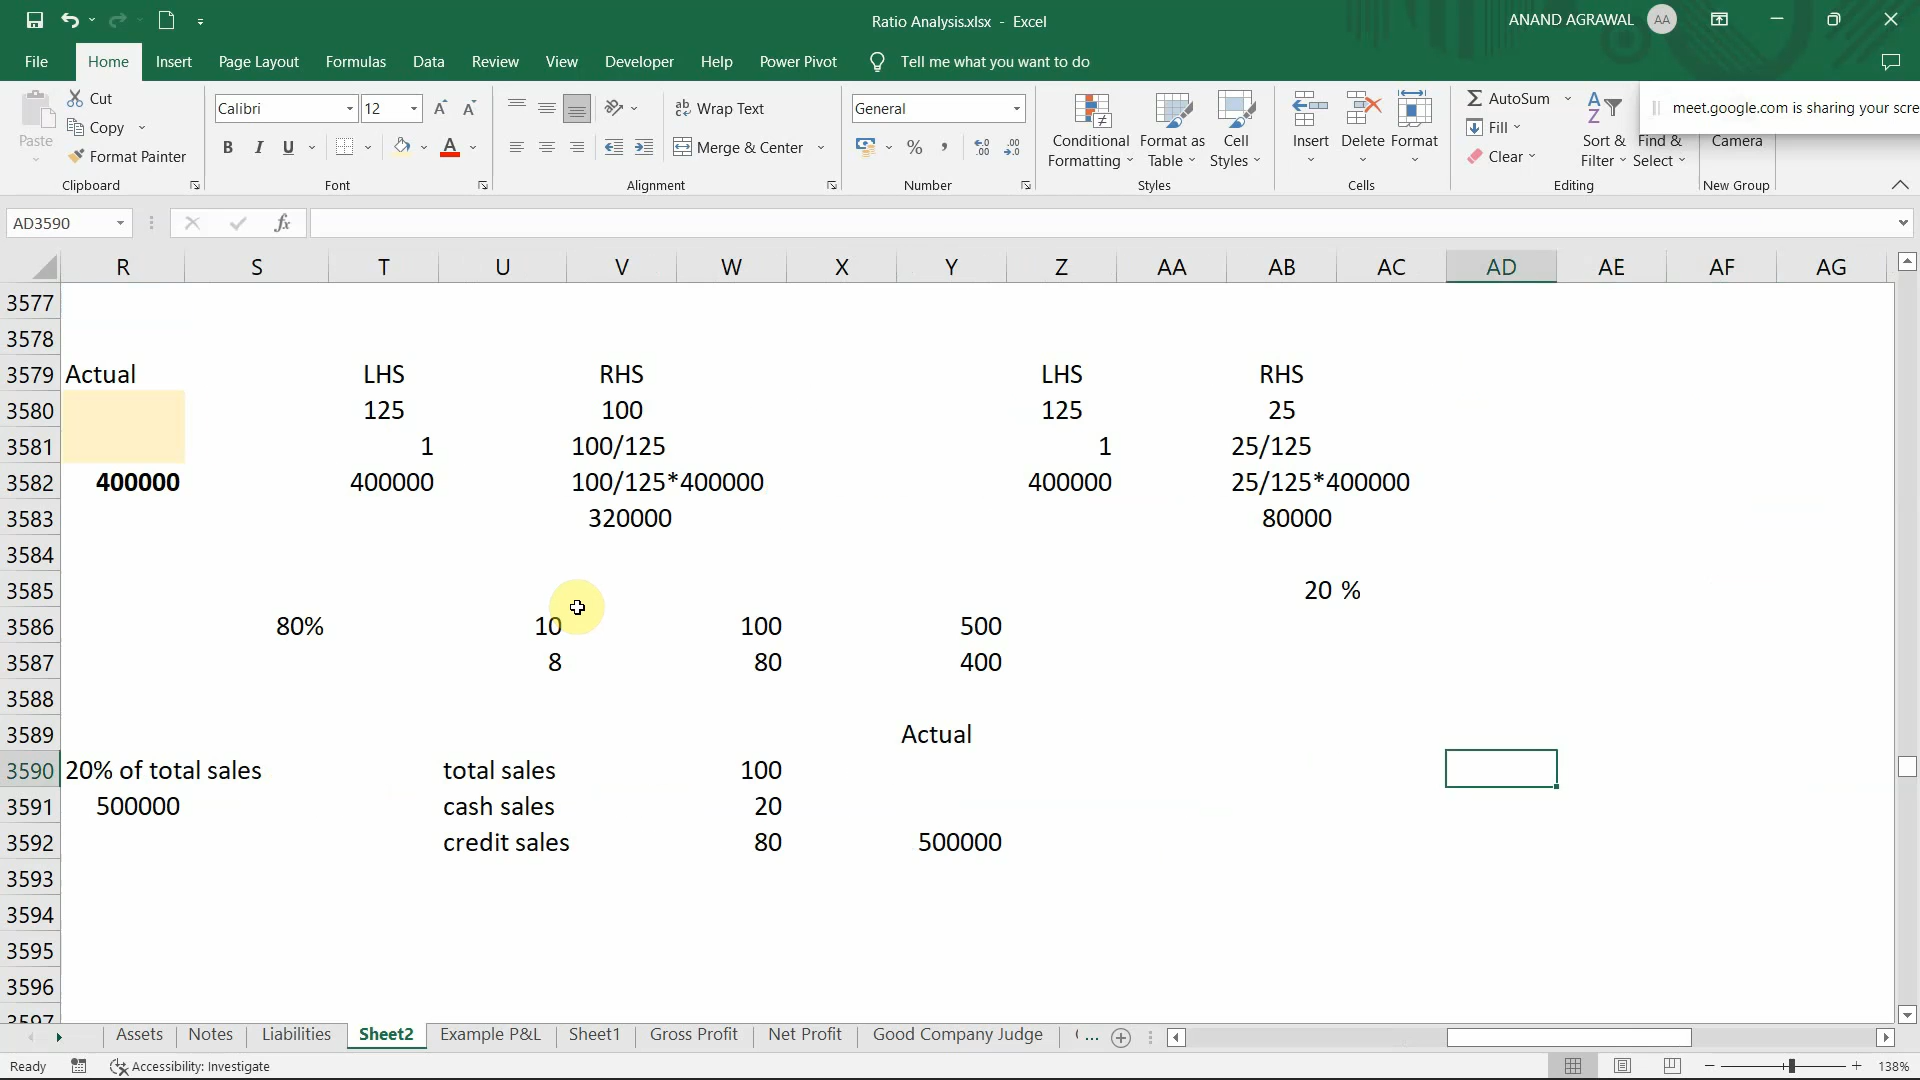 Ratio Analysis.xlsx - Excel
ANAND AGRAWAL AA
File Home Insert Page Layout Formulas Data Review View Developer Help Power Pivot Tell me what you want to do
Paste
Cut
Copy
Format Painter
Clipboard
Calibri 12
B I U
Font
Wrap Text
Merge & Center
Alignment
General
%
Number
Conditional Formatting
Format as Table
Cell Styles
Styles
Insert Delete Format
Cells
AutoSum
Fill
Clear
Sort & Filter
Find & Select
Editing
meet.google.com is sharing your scre
Camera
New Group
AD3590
fx
R S T U V W X Y Z AA AB AC AD AE AF AG
3577
3578
3579 Actual LHS RHS LHS RHS
3580 125 100 125 25
3581 1 100/125 1 25/125
3582 400000 400000 100/125*400000 400000 25/125*400000
3583 320000 80000
3584
3585 20 %
3586 80% 10 100 500
3587 8 80 400
3588
3589 Actual
3590 20% of total sales total sales 100
3591 500000 cash sales 20
3592 credit sales 80 500000
3593
3594
3595
3596
3597
Assets Notes Liabilities Sheet2 Example P&L Sheet1 Gross Profit Net Profit Good Company Judge ...
Ready Accessibility: Investigate 138%